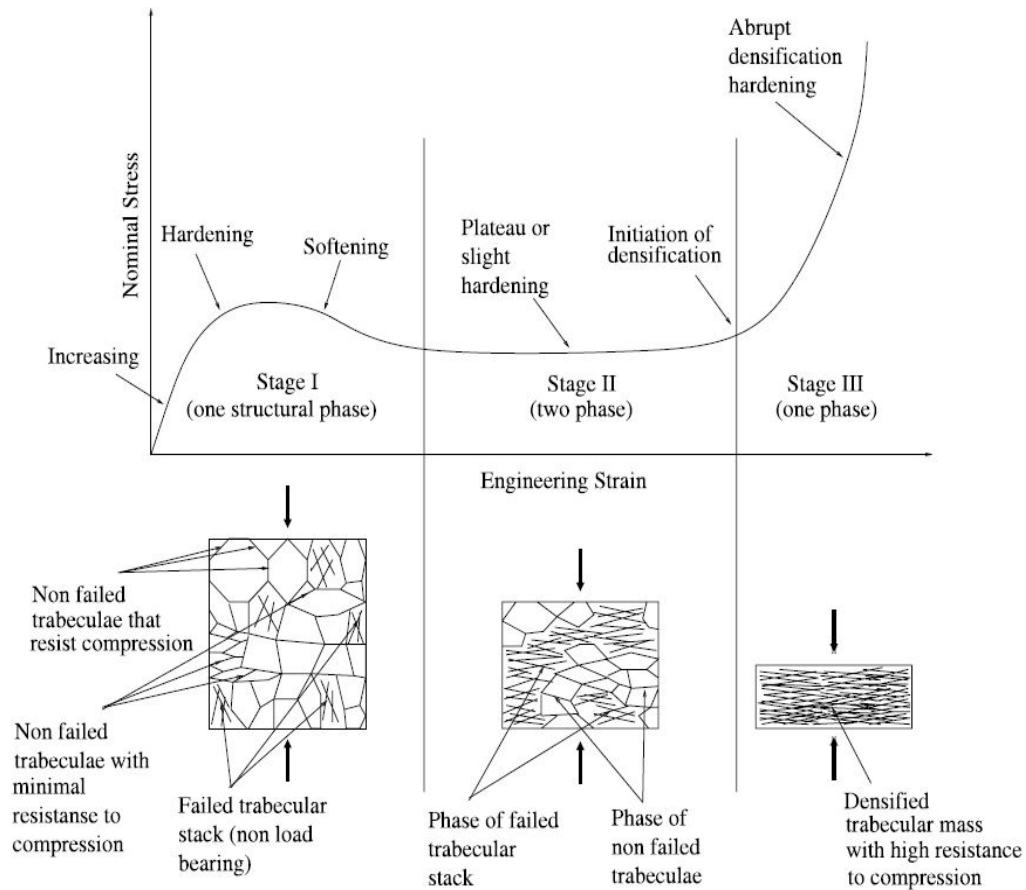 Abrupt
densification
hardening
Nominal Stress
Hardening
Softening
Plateau or
slight
hardening
Initiation of
densification
Increasing
Stage I
(one structural phase)
Stage II
(two phase)
Stage III
(one phase)
Engineering Strain
Non failed
trabeculae that
resist compression
Non failed
trabeculae with
minimal
resistanse to
compression
Failed trabecular
stack (non load
bearing)
Phase of failed
trabecular
stack
Phase of
non failed
trabeculae
Densified
trabecular mass
with high resistance
to compression